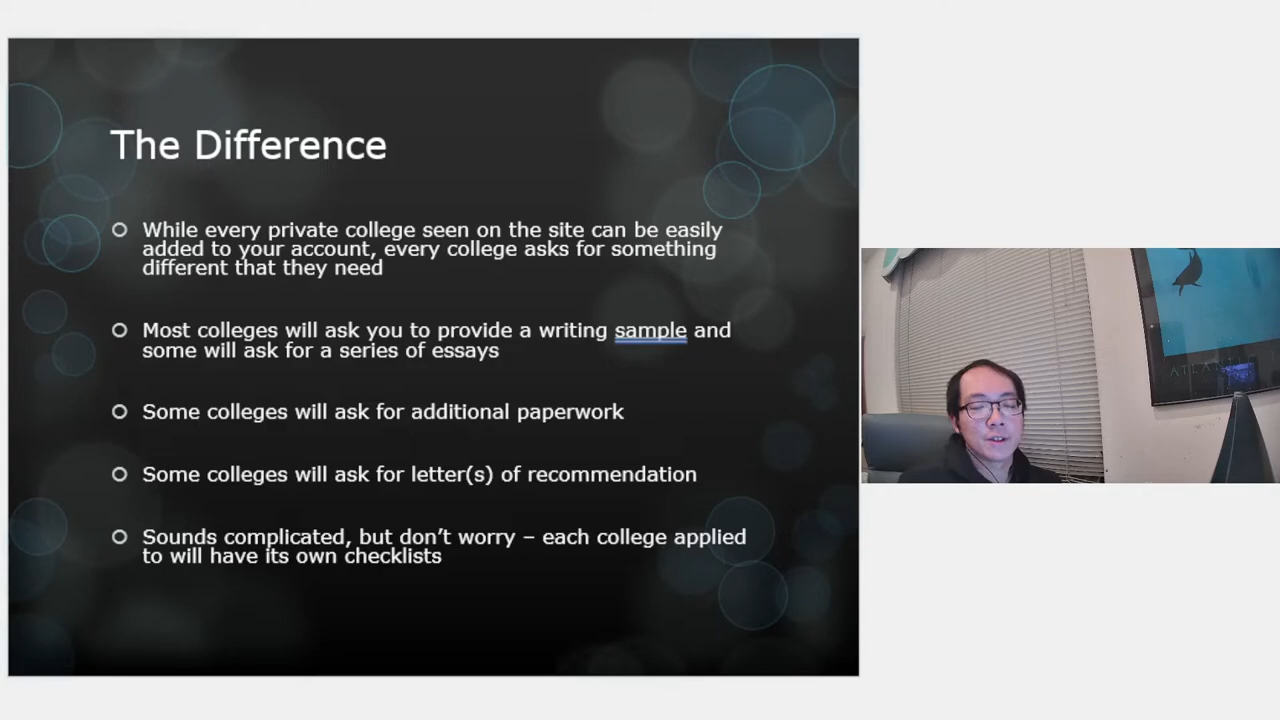 The Difference
While every private college seen on the site can be easily
added to your account, every college asks for something
different that they need
Most colleges will ask you to provide a writing sample and
some will ask for a series of essays
Some colleges will ask for additional paperwork
Some colleges will ask for letter(s) of recommendation
Sounds complicated, but don’t worry – each college applied
to will have its own checklists